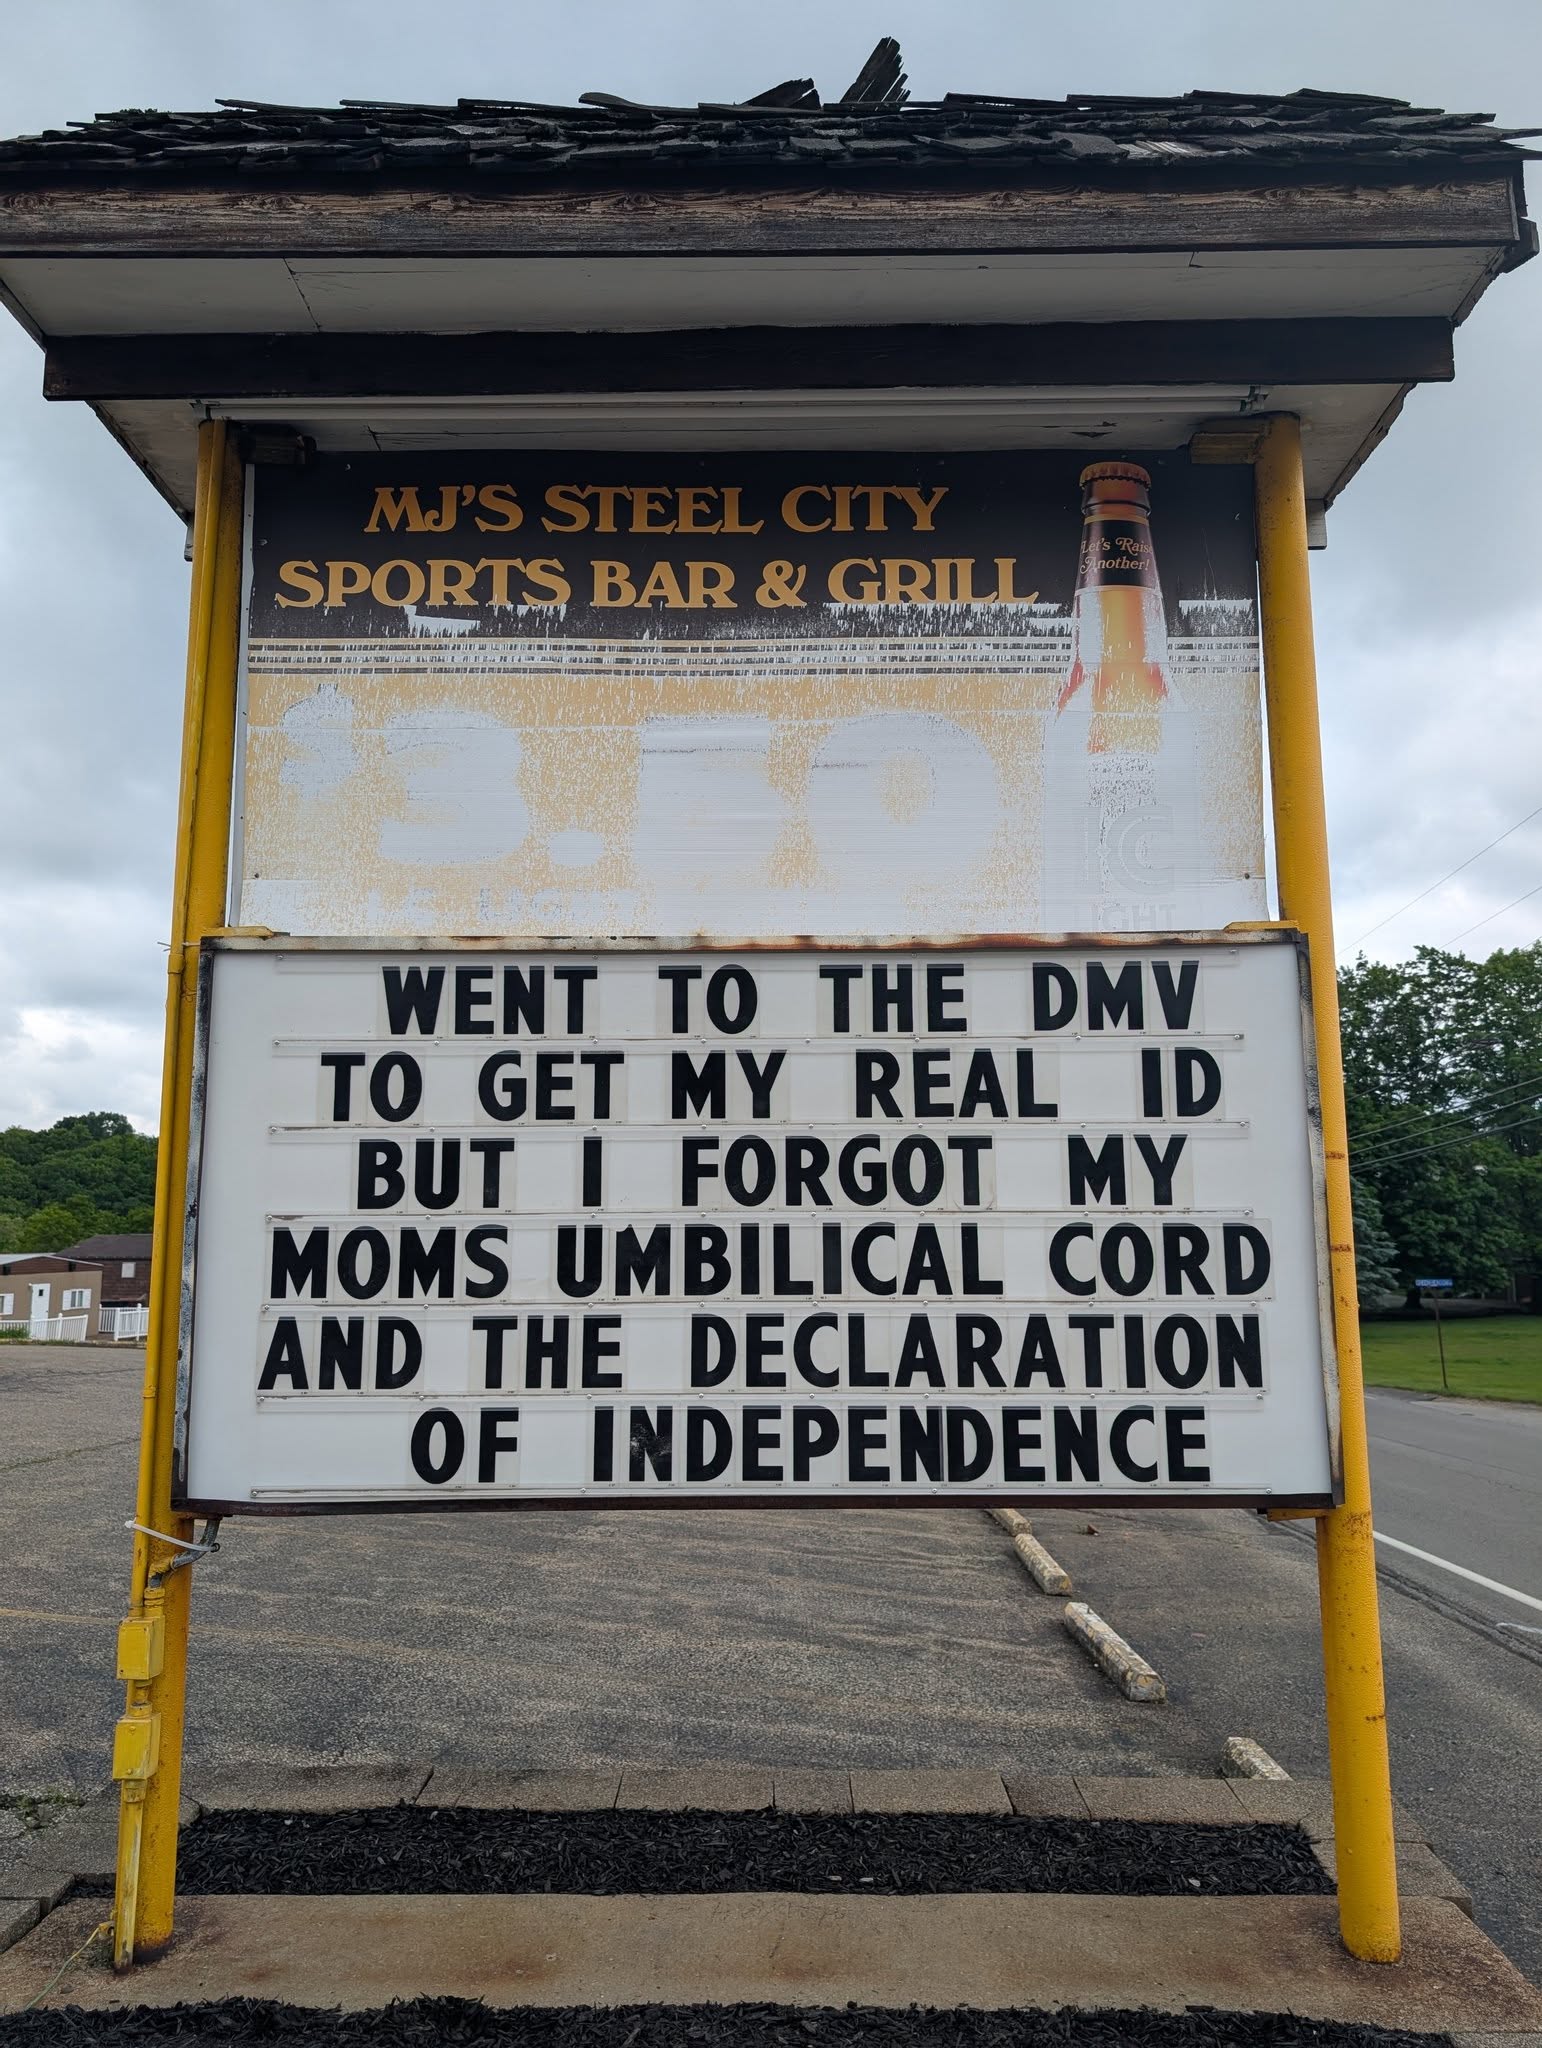 MJ'S STEEL CITY
SPORTS BAR & GRILL
Let's Raise
Another!
LIGHT
WENT TO THE DMV
TO GET MY REAL ID
BUT I FORGOT MY
MOMS UMBILICAL CORD
AND THE DECLARATION
OF INDEPENDENCE